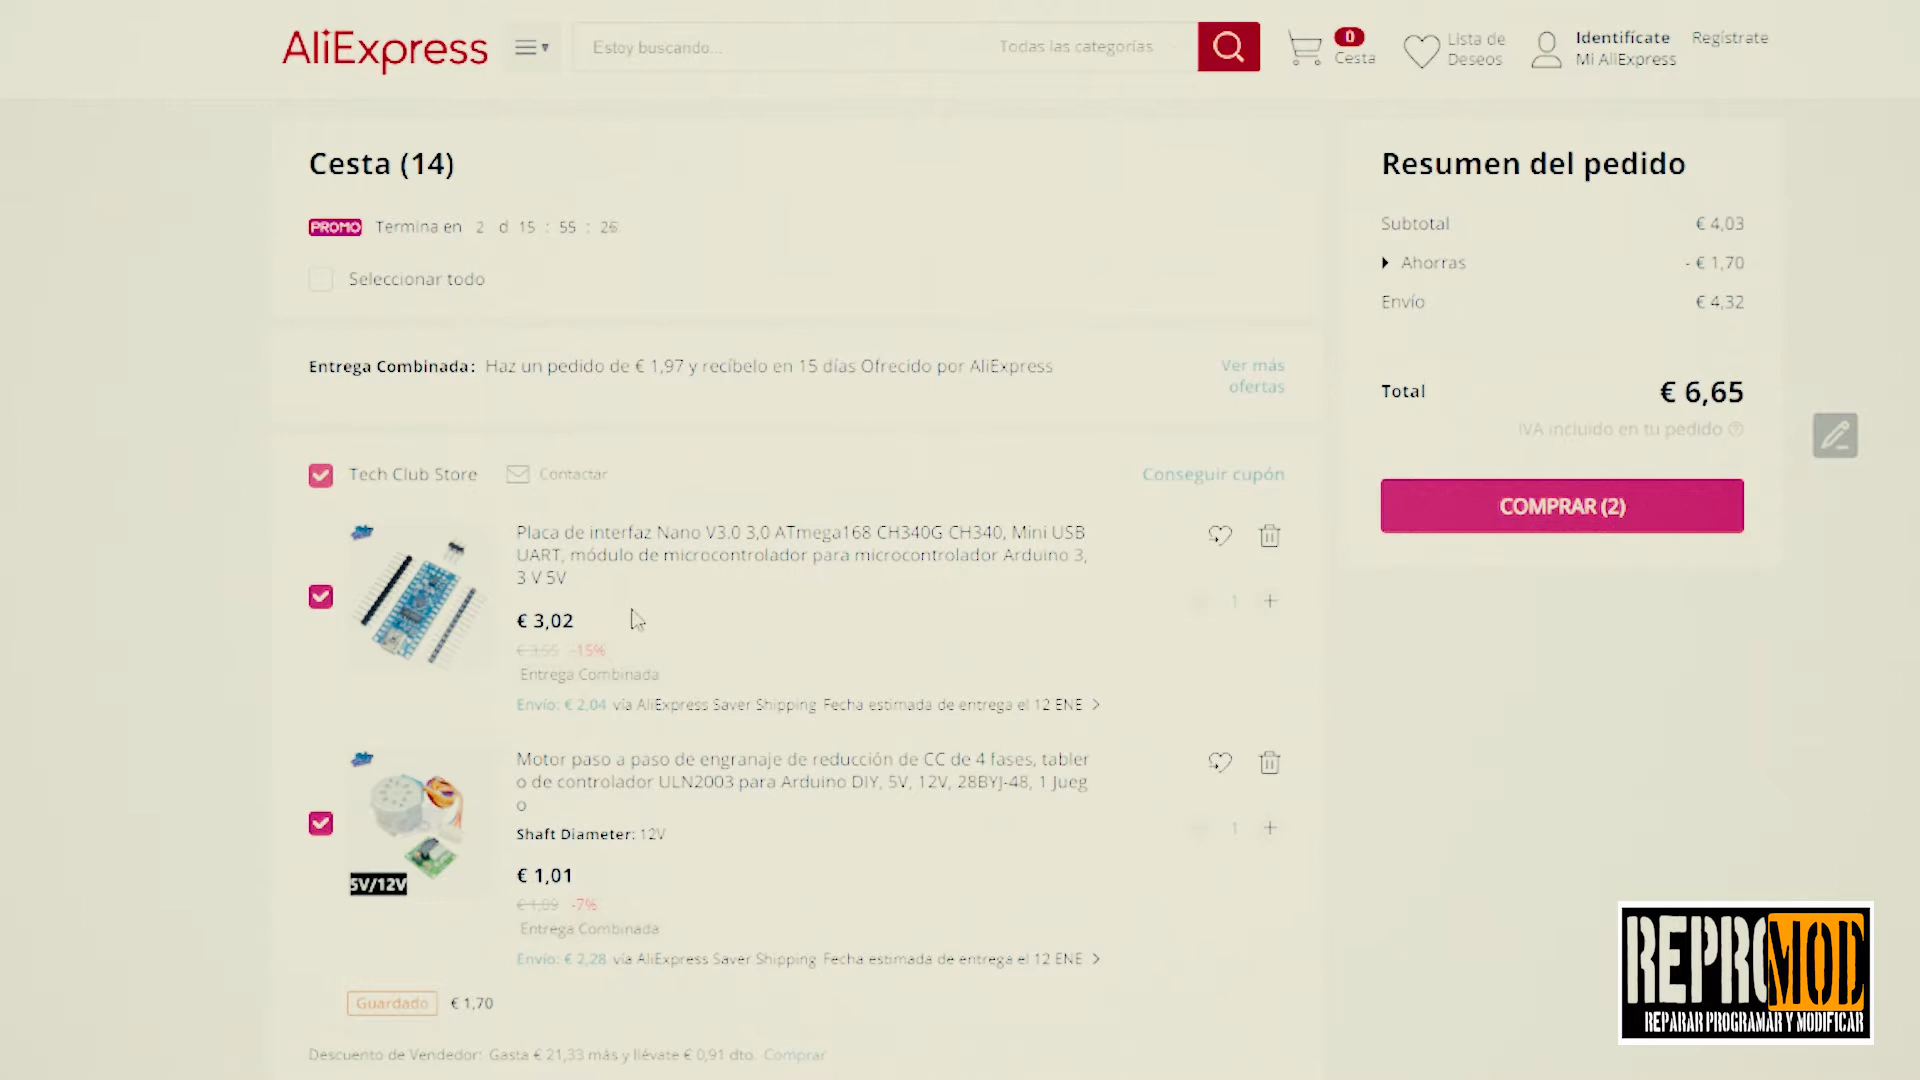 AliExpress
Estoy buscando...
Todas las categorías
0
Cesta
Lista de
Deseos
Identifícate
Mi AliExpress
Regístrate
Cesta (14)
PROMO Termina en 2 d 15 : 55 : 26
Seleccionar todo
Entrega Combinada: Haz un pedido de € 1,97 y recíbelo en 15 días Ofrecido por AliExpress
Ver más
ofertas
Tech Club Store
Contactar
Conseguir cupón
Placa de interfaz Nano V3.0 3,0 ATmega168 CH340G CH340, Mini USB
UART, módulo de microcontrolador para microcontrolador Arduino 3,
3 V 5V
1 +
€ 3,02
€ 3,55 -15%
Entrega Combinada
Envío: € 2,04 vía AliExpress Saver Shipping Fecha estimada de entrega el 12 ENE >
Motor paso a paso de engranaje de reducción de CC de 4 fases, tabler
o de controlador ULN2003 para Arduino DIY, 5V, 12V, 28BYJ-48, 1 Jueg
o
1 +
Shaft Diameter: 12V
5V/12V
€ 1,01
€ 1,09 -7%
Entrega Combinada
Envío: € 2,28 vía AliExpress Saver Shipping Fecha estimada de entrega el 12 ENE >
Guardado € 1,70
Descuento de Vendedor: Gasta € 21,33 más y llévate € 0,91 dto. Comprar
Resumen del pedido
Subtotal € 4,03
Ahorras - € 1,70
Envío € 4,32
Total € 6,65
IVA incluido en tu pedido
COMPRAR (2)
REPROMOD
REPARAR PROGRAMAR Y MODIFICAR